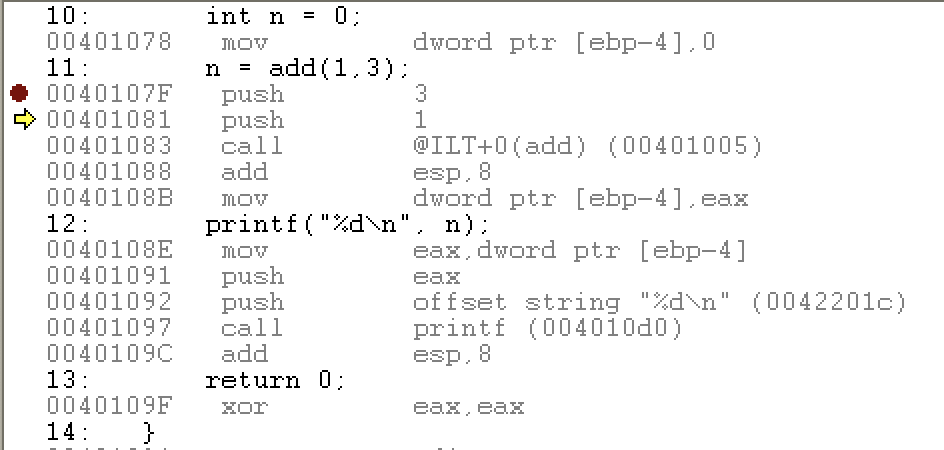 10:       int n = 0;
00401078   mov         dword ptr [ebp-4],0
11:       n = add(1,3);
0040107F   push        3
00401081   push        1
00401083   call        @ILT+0(add) (00401005)
00401088   add         esp,8
0040108B   mov         dword ptr [ebp-4],eax
12:       printf("%d\n", n);
0040108E   mov         eax,dword ptr [ebp-4]
00401091   push        eax
00401092   push        offset string "%d\n" (0042201c)
00401097   call        printf (004010d0)
0040109C   add         esp,8
13:       return 0;
0040109F   xor         eax,eax
14:   }